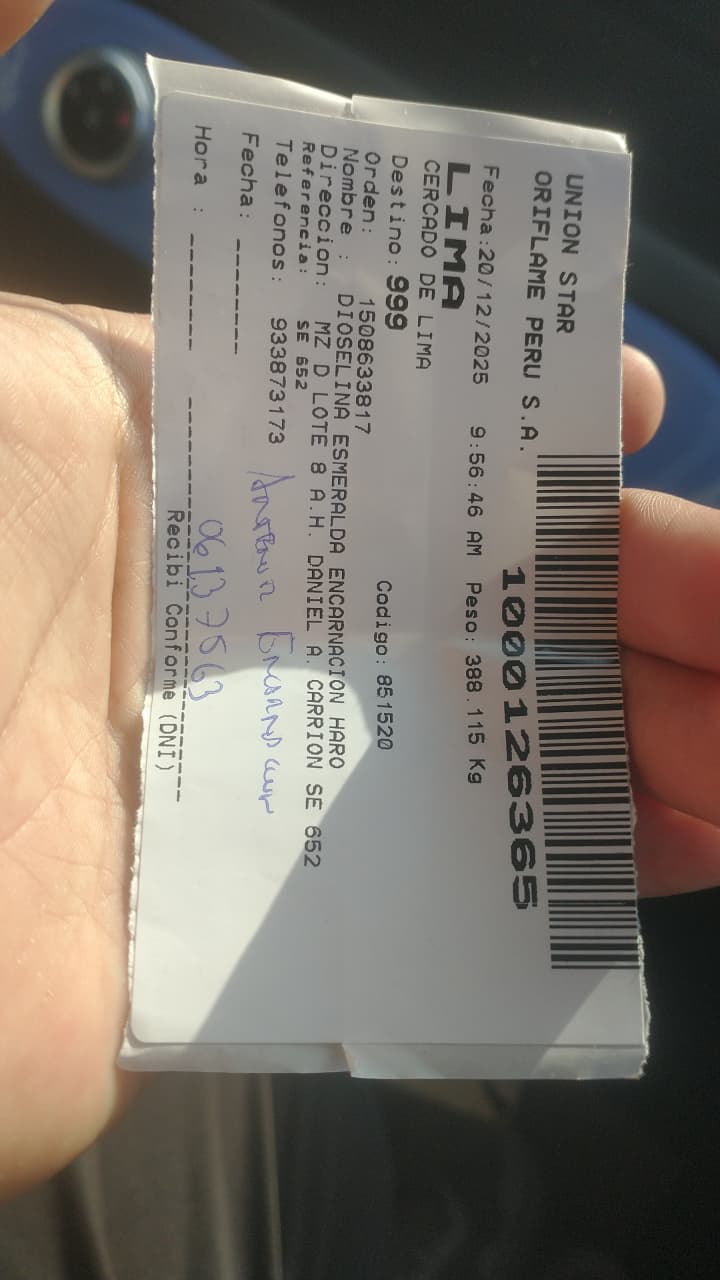 UNION STAR
ORIFLAME PERU S.A.
1000126365
Fecha:20/12/2025 9:56:46 AM Peso: 388.115 Kg
LIMA
CERCADO DE LIMA
Destino: 999
Codigo: 851520
Orden: 1508633817
Nombre : DIOSELINA ESMERALDA ENCARNACION HARO
Direccion: MZ D LOTE 8 A.H. DANIEL A. CARRION SE 652
Referencia: SE 652
Telefonos: 933873173
Fecha: -------
Hora : --------
Recibi Conforme (DNI)